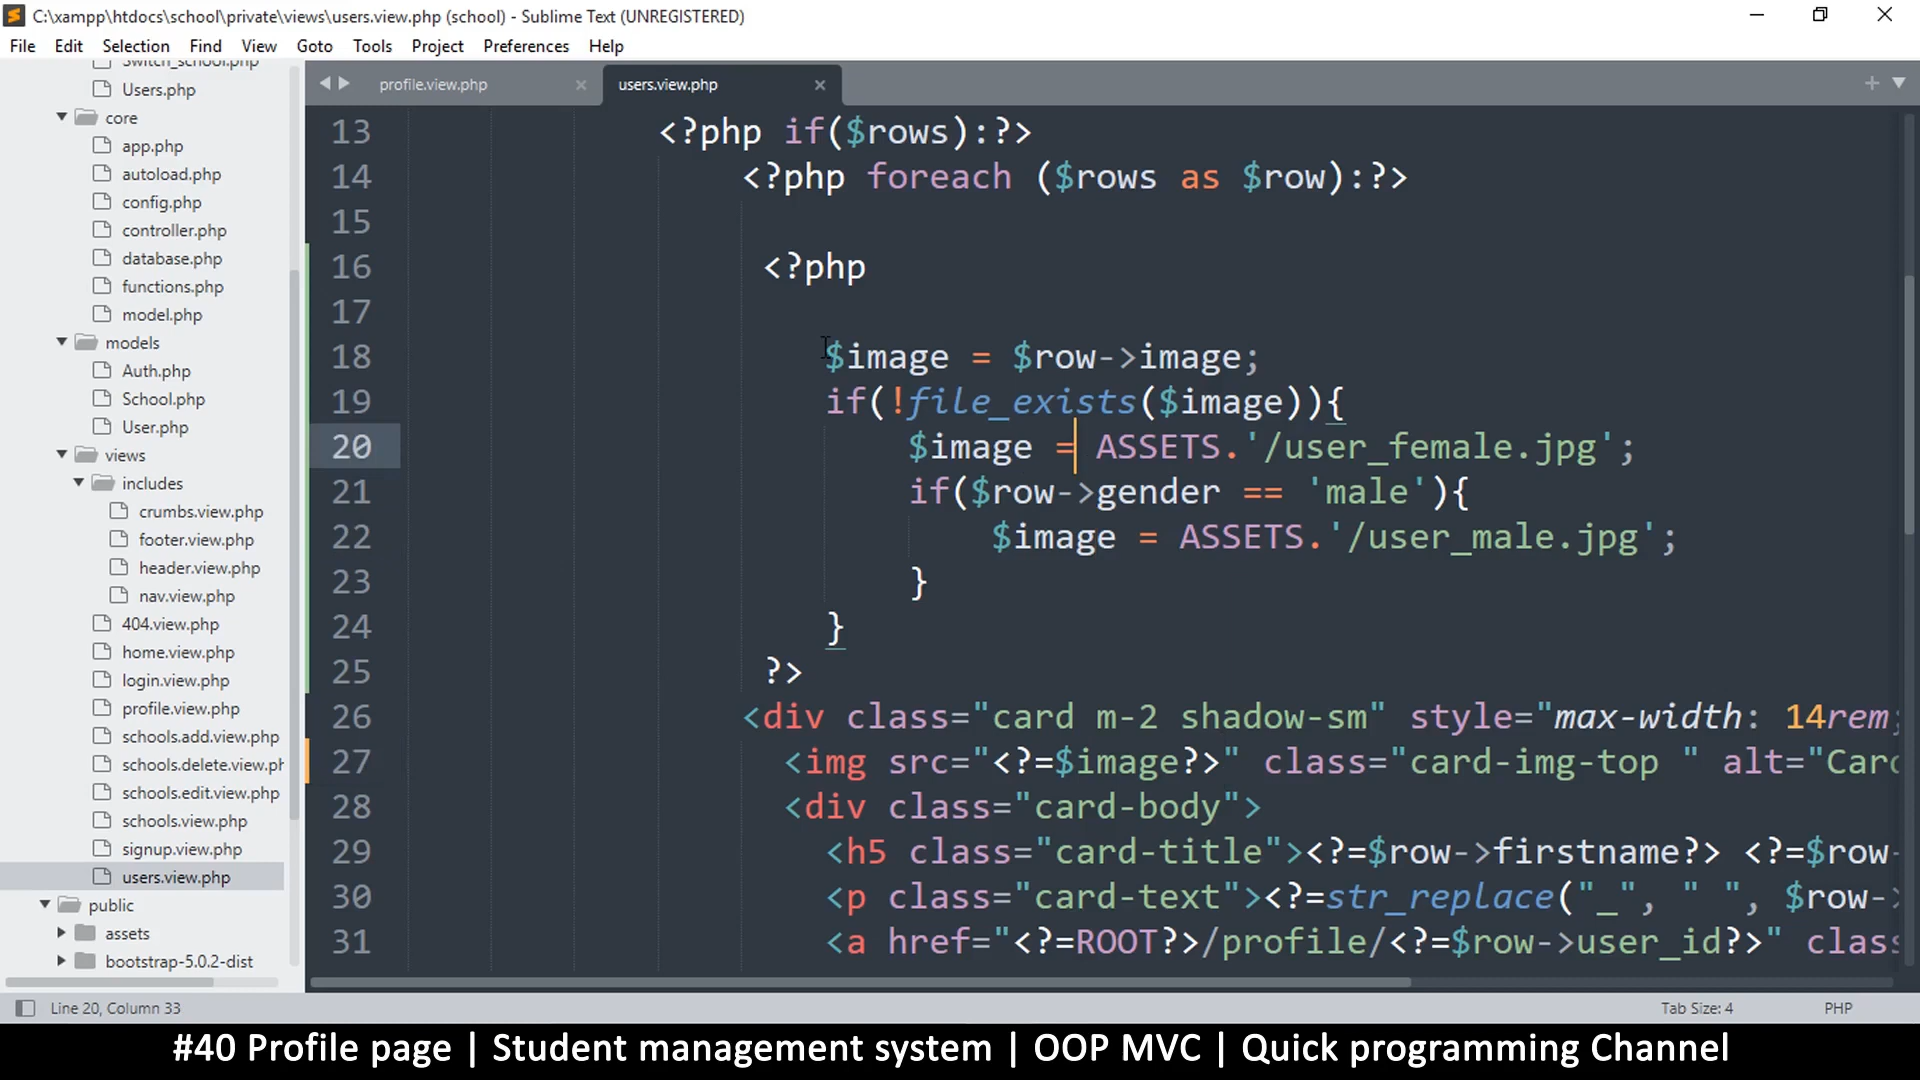 C:\xampp\htdocs\school\private\views\users.view.php (school) - Sublime Text (UNREGISTERED)
File Edit Selection Find View Goto Tools Project Preferences Help
Switch_school.php
Users.php
core
app.php
autoload.php
config.php
controller.php
database.php
functions.php
model.php
models
Auth.php
School.php
User.php
views
includes
crumbs.view.php
footer.view.php
header.view.php
nav.view.php
404.view.php
home.view.php
login.view.php
profile.view.php
schools.add.view.php
schools.delete.view.ph
schools.edit.view.php
schools.view.php
signup.view.php
users.view.php
public
assets
bootstrap-5.0.2-dist
profile.view.php
users.view.php
13 <?php if($rows):?>
14 <?php foreach ($rows as $row):?>
15
16 <?php
17
18 $image = $row->image;
19 if(!file_exists($image)){
20 $image = ASSETS.'/user_female.jpg';
21 if($row->gender == 'male'){
22 $image = ASSETS.'/user_male.jpg';
23 }
24 }
25 ?>
26 <div class="card m-2 shadow-sm" style="max-width: 14rem;
27 <img src="<?=$image?>" class="card-img-top " alt="Card
28 <div class="card-body">
29 <h5 class="card-title"><?=$row->firstname?> <?=$row-
30 <p class="card-text"><?=str_replace("_", " ", $row->
31 <a href="<?=ROOT?>/profile/<?=$row->user_id?>" class
Line 20, Column 33
Tab Size: 4
PHP
#40 Profile page | Student management system | OOP MVC | Quick programming Channel